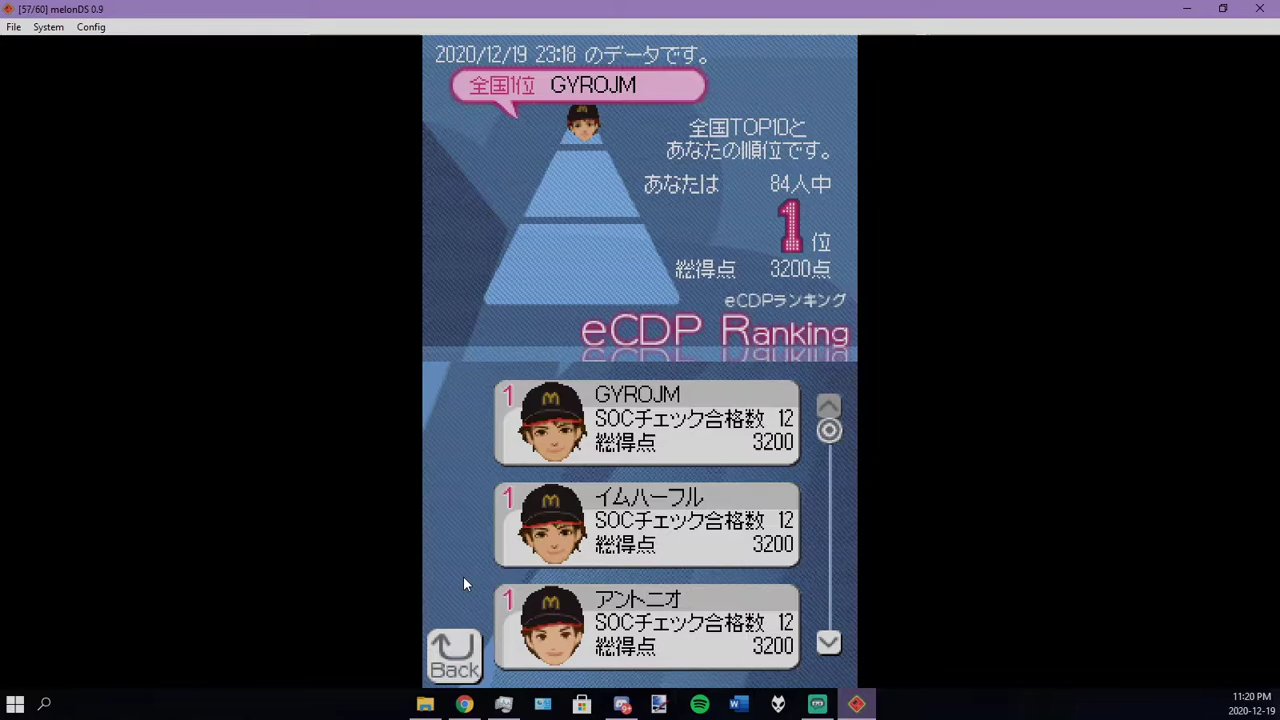 [57/60] melonDS 0.9
File System Config
2020/12/19 23:18 のデータです。
全国1位 GYROJM
全国TOP10と
あなたの順位です。
あなたは 84人中
1位
総得点 3200点
eCDPランキング
eCDP Ranking
1 GYROJM
SOCチェック合格数 12
総得点 3200
1 イムハーフル
SOCチェック合格数 12
総得点 3200
1 アントニオ
SOCチェック合格数 12
総得点 3200
Back
11:20 PM
2020-12-19